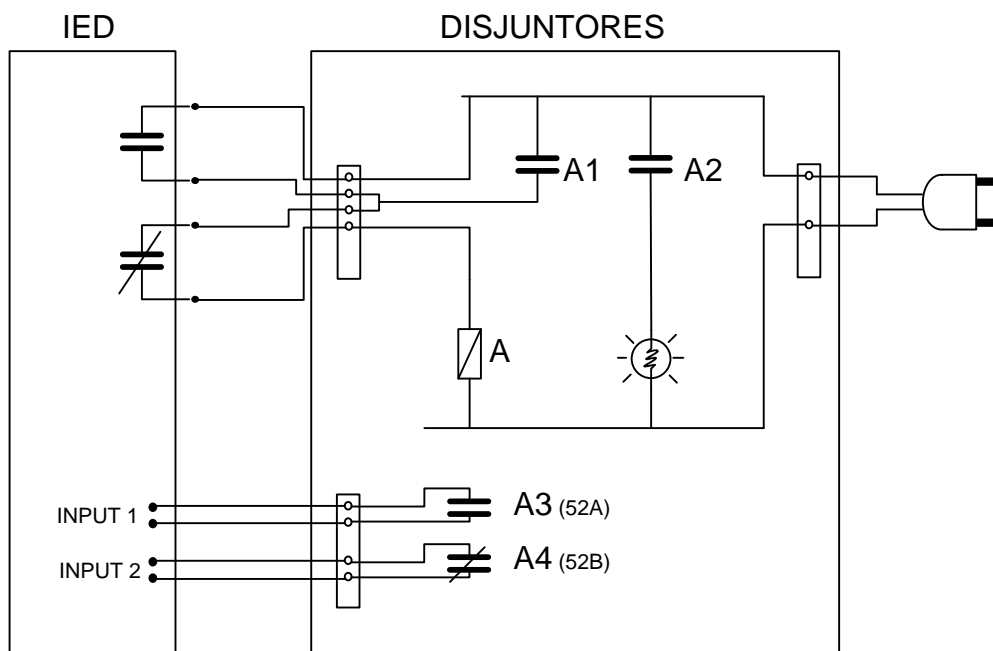 IED
DISJUNTORES
A1
A2
A
INPUT 1
A3 (52A)
INPUT 2
A4 (52B)